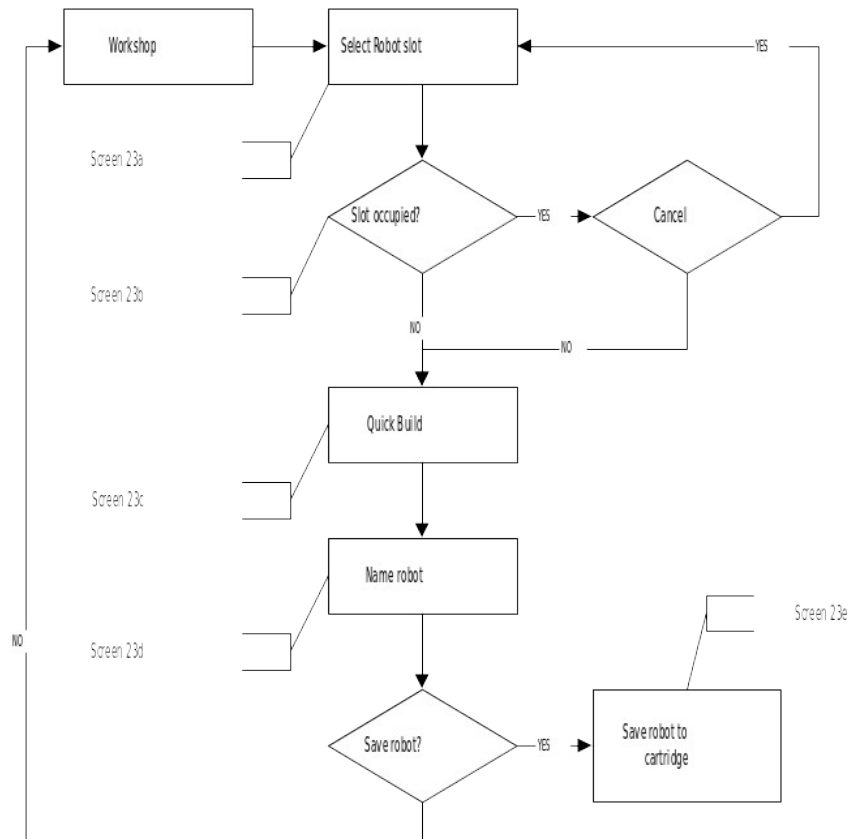 Workshop
Select Robot slot
YES
Screen 23a
Slot occupied?
YES
Cancel
Screen 23b
NO
NO
Quick Build
Screen 23c
Name robot
Screen 23e
NO
Screen 23d
Save robot?
YES
Save robot to
cartridge